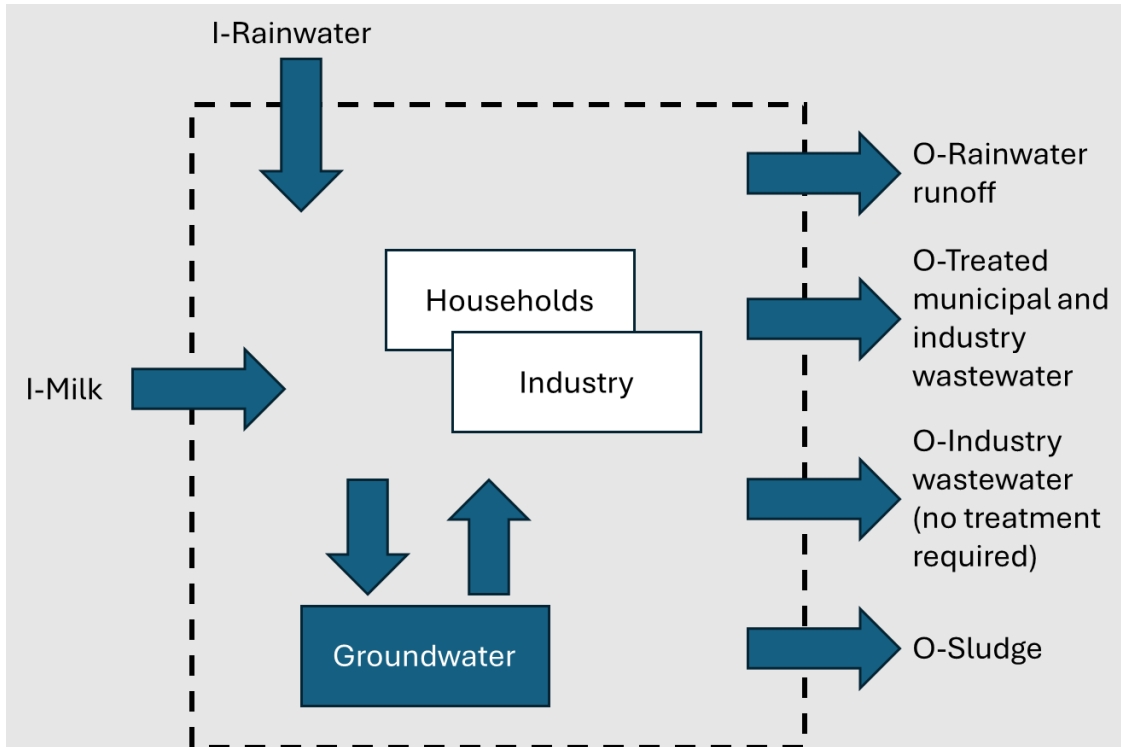 I-Rainwater
O-Rainwater
runoff
O-Treated
municipal and
industry
wastewater
Households
Industry
I-Milk
O-Industry
wastewater
(no treatment
required)
Groundwater
O-Sludge